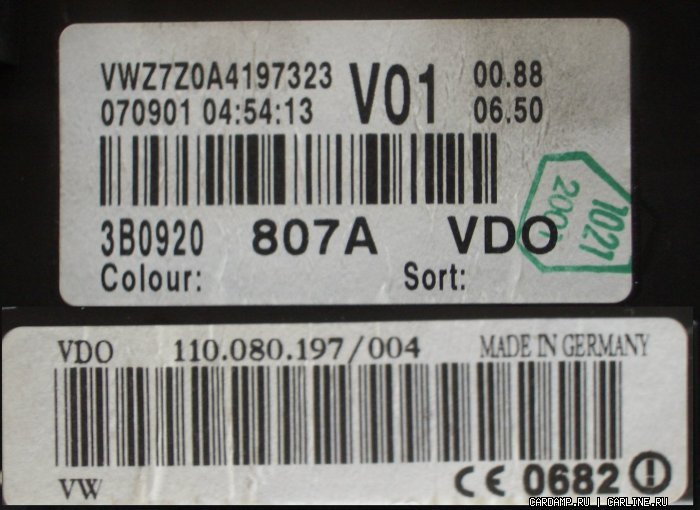 VWZ7Z0A4197323 V01 00.88
070901 04:54:13 06.50
3B0920 807A VDO
Colour: Sort:
1021
200
VDO 110.080.197/004 MADE IN GERMANY
VW CE 0682
CARDAMP.RU | CARLINE.RU